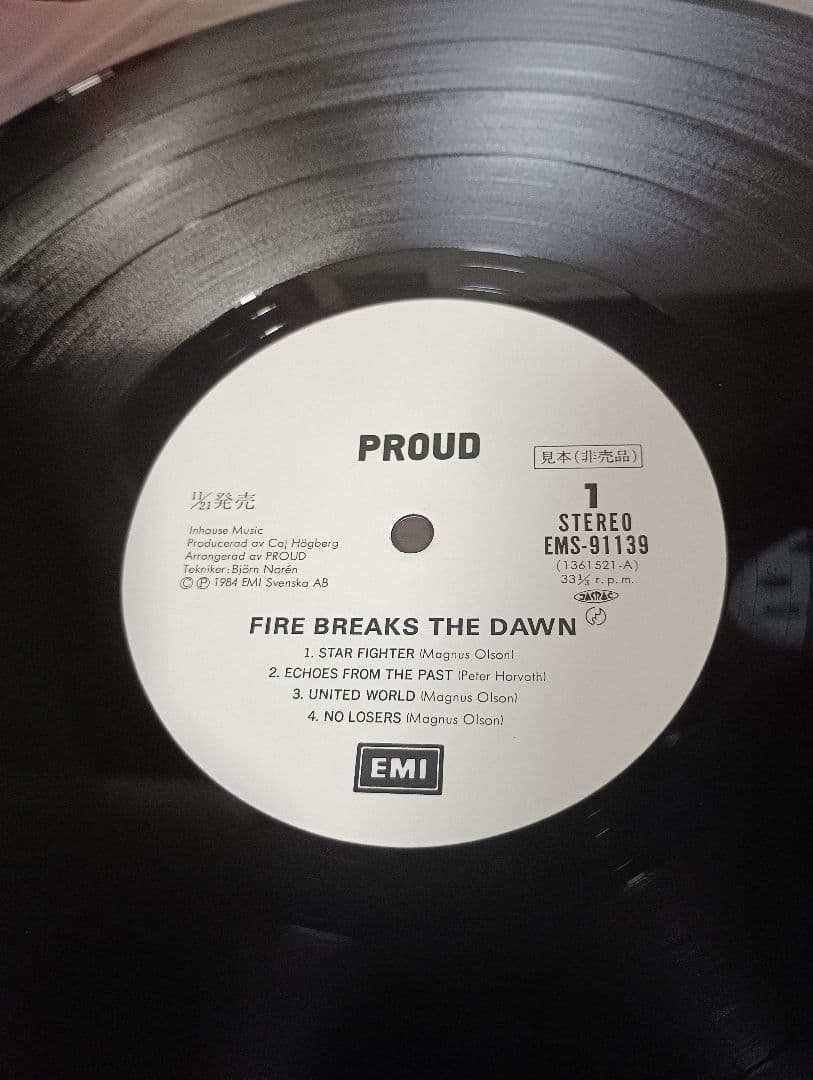 PROUD
見本(非売品)
11/21発売
1
STEREO
EMS-91139
(1361521-A)
33⅓ r.p.m.
JASRAC
Inhouse Music
Producerad av Caj Högberg
Arrangerad av PROUD
Tekniker: Björn Norén
© ℗ 1984 EMI Svenska AB
FIRE BREAKS THE DAWN
1. STAR FIGHTER (Magnus Olson)
2. ECHOES FROM THE PAST (Peter Horvath)
3. UNITED WORLD (Magnus Olson)
4. NO LOSERS (Magnus Olson)
EMI